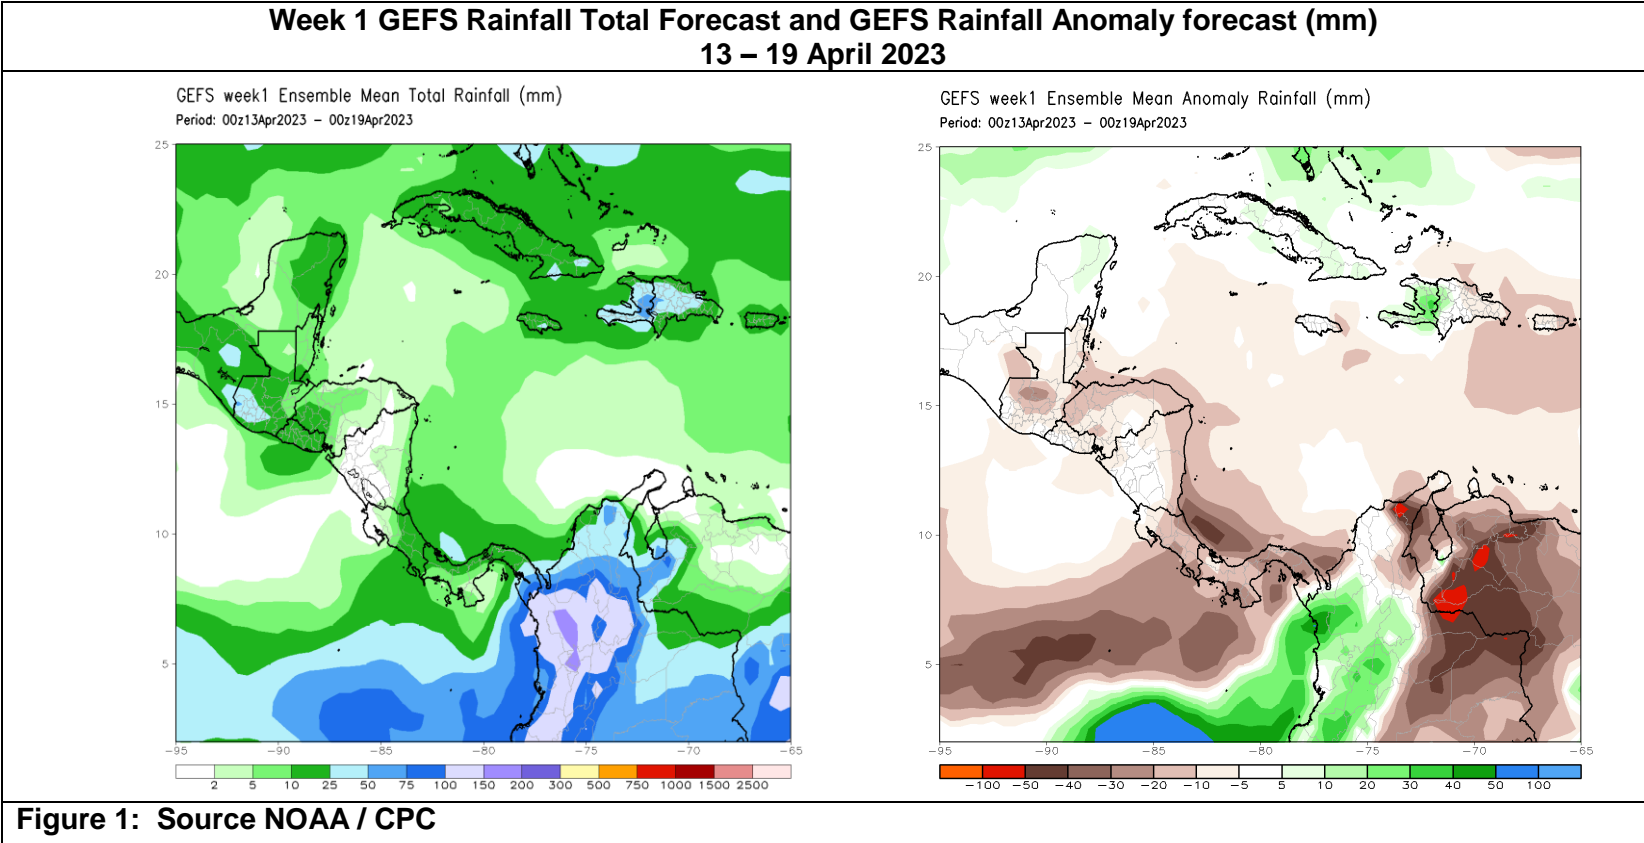 Week 1 GEFS Rainfall Total Forecast and GEFS Rainfall Anomaly forecast (mm)
13 – 19 April 2023
GEFS week1 Ensemble Mean Total Rainfall (mm)
Period: 00z13Apr2023 – 00z19Apr2023
25
20
15
10
5
−95
−90
−85
−80
−75
−70
−65
2 5 10 25 50 75 100 150 200 300 500 750 1000 1500 2500
GEFS week1 Ensemble Mean Anomaly Rainfall (mm)
Period: 00z13Apr2023 – 00z19Apr2023
25
20
15
10
5
−95
−90
−85
−80
−75
−70
−65
−100 −50 −40 −30 −20 −10 −5 5 10 20 30 40 50 100
Figure 1: Source NOAA / CPC